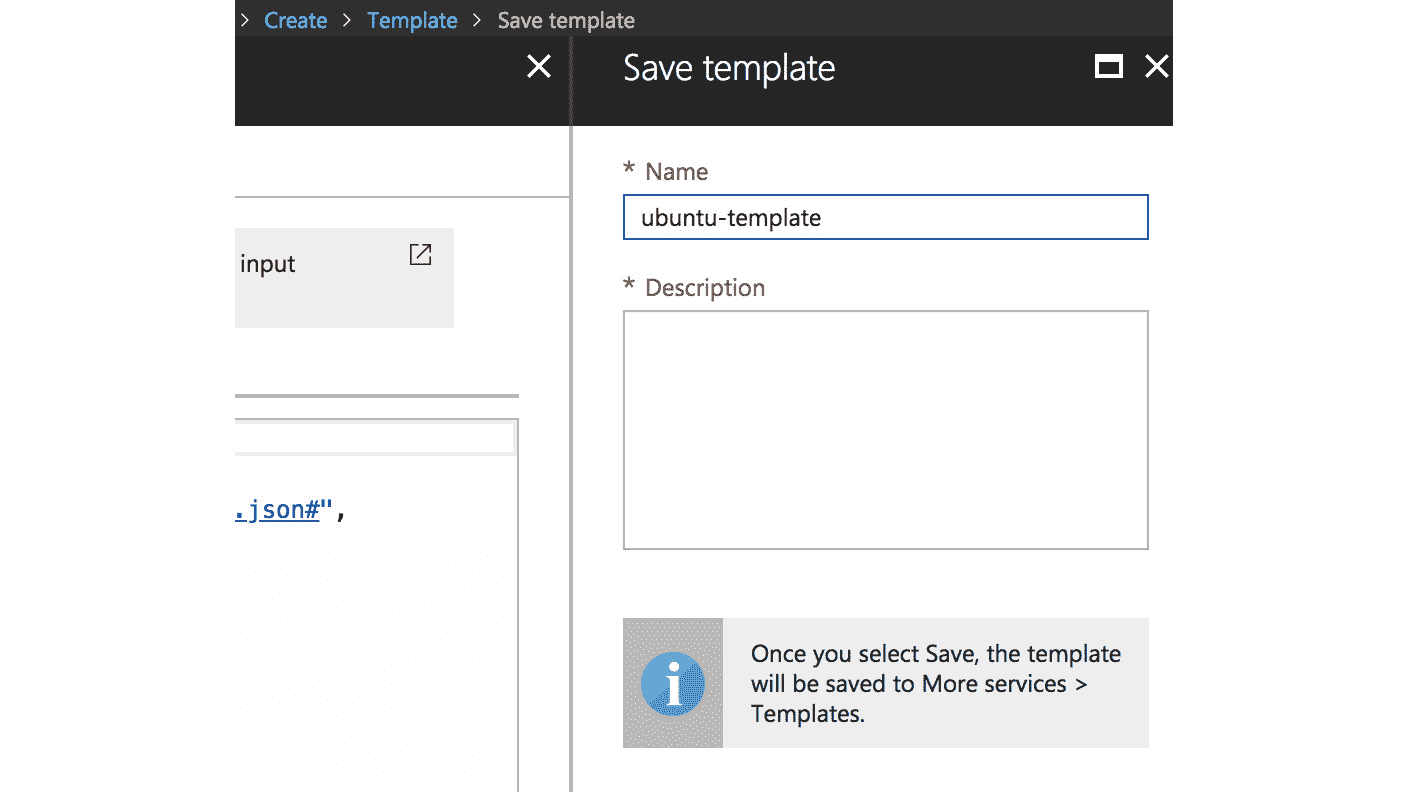 > Create > Template > Save template
Save template
* Name
ubuntu-template
input
* Description
.json#",
Once you select Save, the template
will be saved to More services >
Templates.